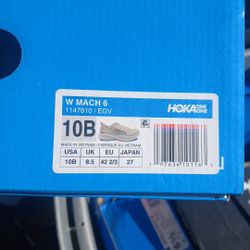 W MACH 6
1147810 / EGV
HOKA ONE ONE
10B
MADE IN VIETNAM / FABRIQUÉ AU VIETNAM
USA UK EU JAPAN
10B 8.5 42 2/3 27